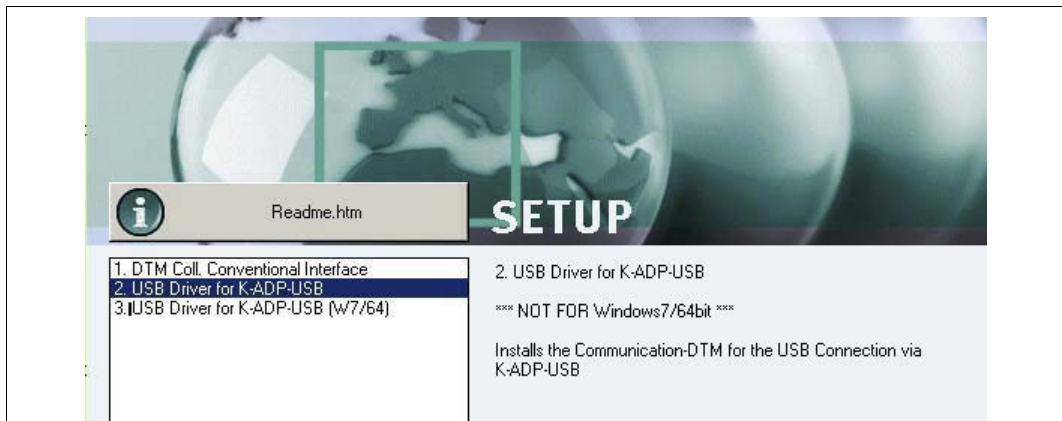 Readme.htm
SETUP
1. DTM Coll. Conventional Interface
2. USB Driver for K-ADP-USB
3. USB Driver for K-ADP-USB (W7/64)
2. USB Driver for K-ADP-USB
*** NOT FOR Windows7/64bit ***
Installs the Communication-DTM for the USB Connection via
K-ADP-USB